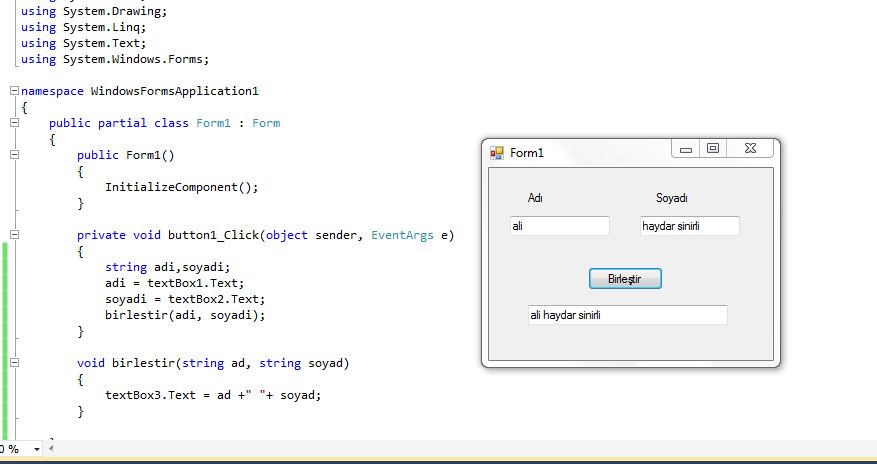 using System.Drawing;
using System.Linq;
using System.Text;
using System.Windows.Forms;
namespace WindowsFormsApplication1
{
public partial class Form1 : Form
{
public Form1()
{
InitializeComponent();
}
private void button1_Click(object sender, EventArgs e)
{
string adi,soyadi;
adi = textBox1.Text;
soyadi = textBox2.Text;
birlestir(adi, soyadi);
}
void birlestir(string ad, string soyad)
{
textBox3.Text = ad +" "+ soyad;
}
0 %
Form1
Adı Soyadı
ali haydar sinirli
Birleştir
ali haydar sinirli